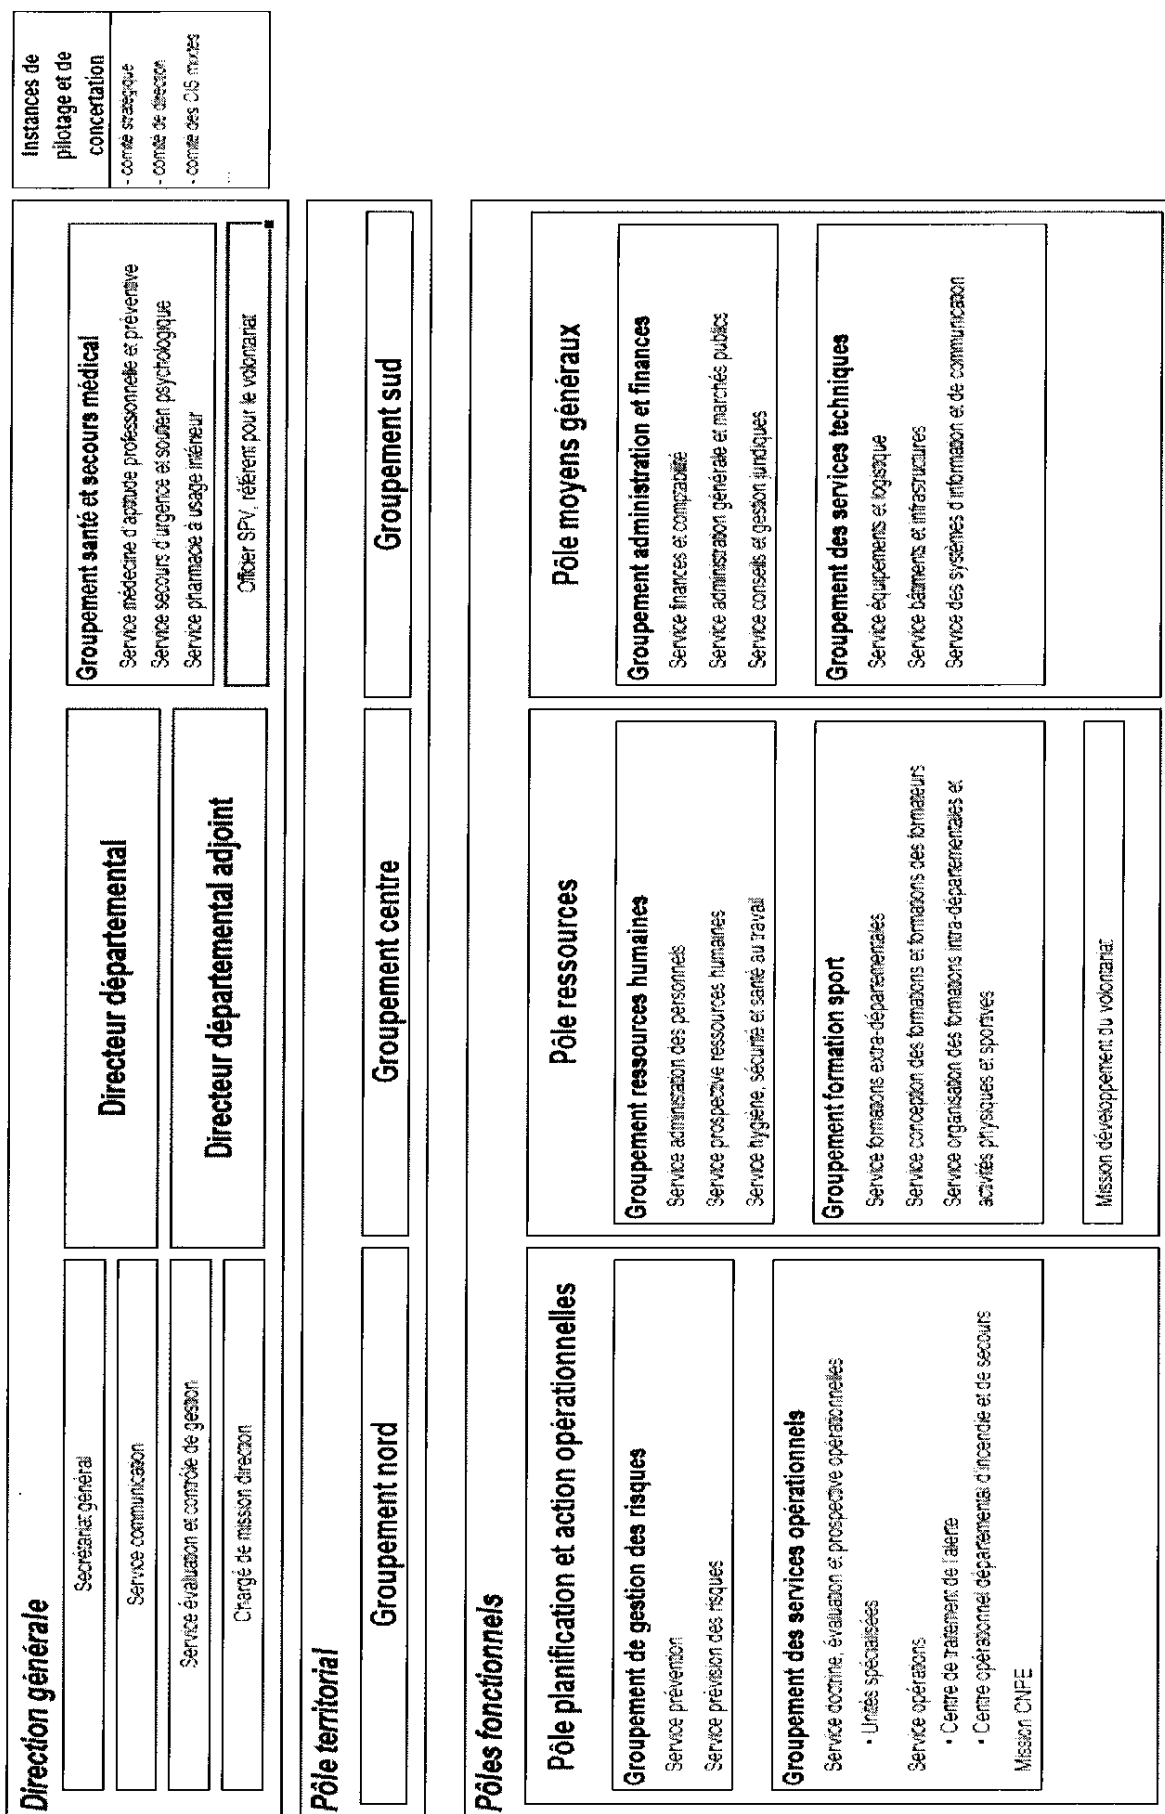 Direction générale
Secrétariat général
Service communication
Service évaluation et contrôle de gestion
Chargé de mission direction
Directeur départemental
Directeur départemental adjoint
Groupement santé et secours médical
Service médecine d'aptitude professionnelle et préventive
Service secours d'urgence et soutien psychologique
Service pharmacie à usage intérieur
Officier SPV, référent pour le volontariat
Instances de
pilotage et de
concertation
- comité stratégique
- comité de direction
- comité des CIS mixtes
...
Pôle territorial
Groupement nord
Groupement centre
Groupement sud
Pôles fonctionnels
Pôle planification et action opérationnelles
Groupement de gestion des risques
Service prévention
Service prévision des risques
Groupement des services opérationnels
Service doctrine, évaluation et prospective opérationnelles
• Unités spécialisées
Service opérations
• Centre de traitement de l'alerte
• Centre opérationnel départemental d'incendie et de secours
Mission CNPE
Pôle ressources
Groupement ressources humaines
Service administration des personnels
Service prospective ressources humaines
Service hygiène, sécurité et santé au travail
Groupement formation sport
Service formations extra-départementales
Service conception des formations et formations des formateurs
Service organisation des formations intra-départementales et
activités physiques et sportives
Mission développement du volontariat
Pôle moyens généraux
Groupement administration et finances
Service finances et comptabilité
Service administration générale et marchés publics
Service conseils et gestion juridiques
Groupement des services techniques
Service équipements et logistique
Service bâtiments et infrastructures
Service des systèmes d'information et de communication